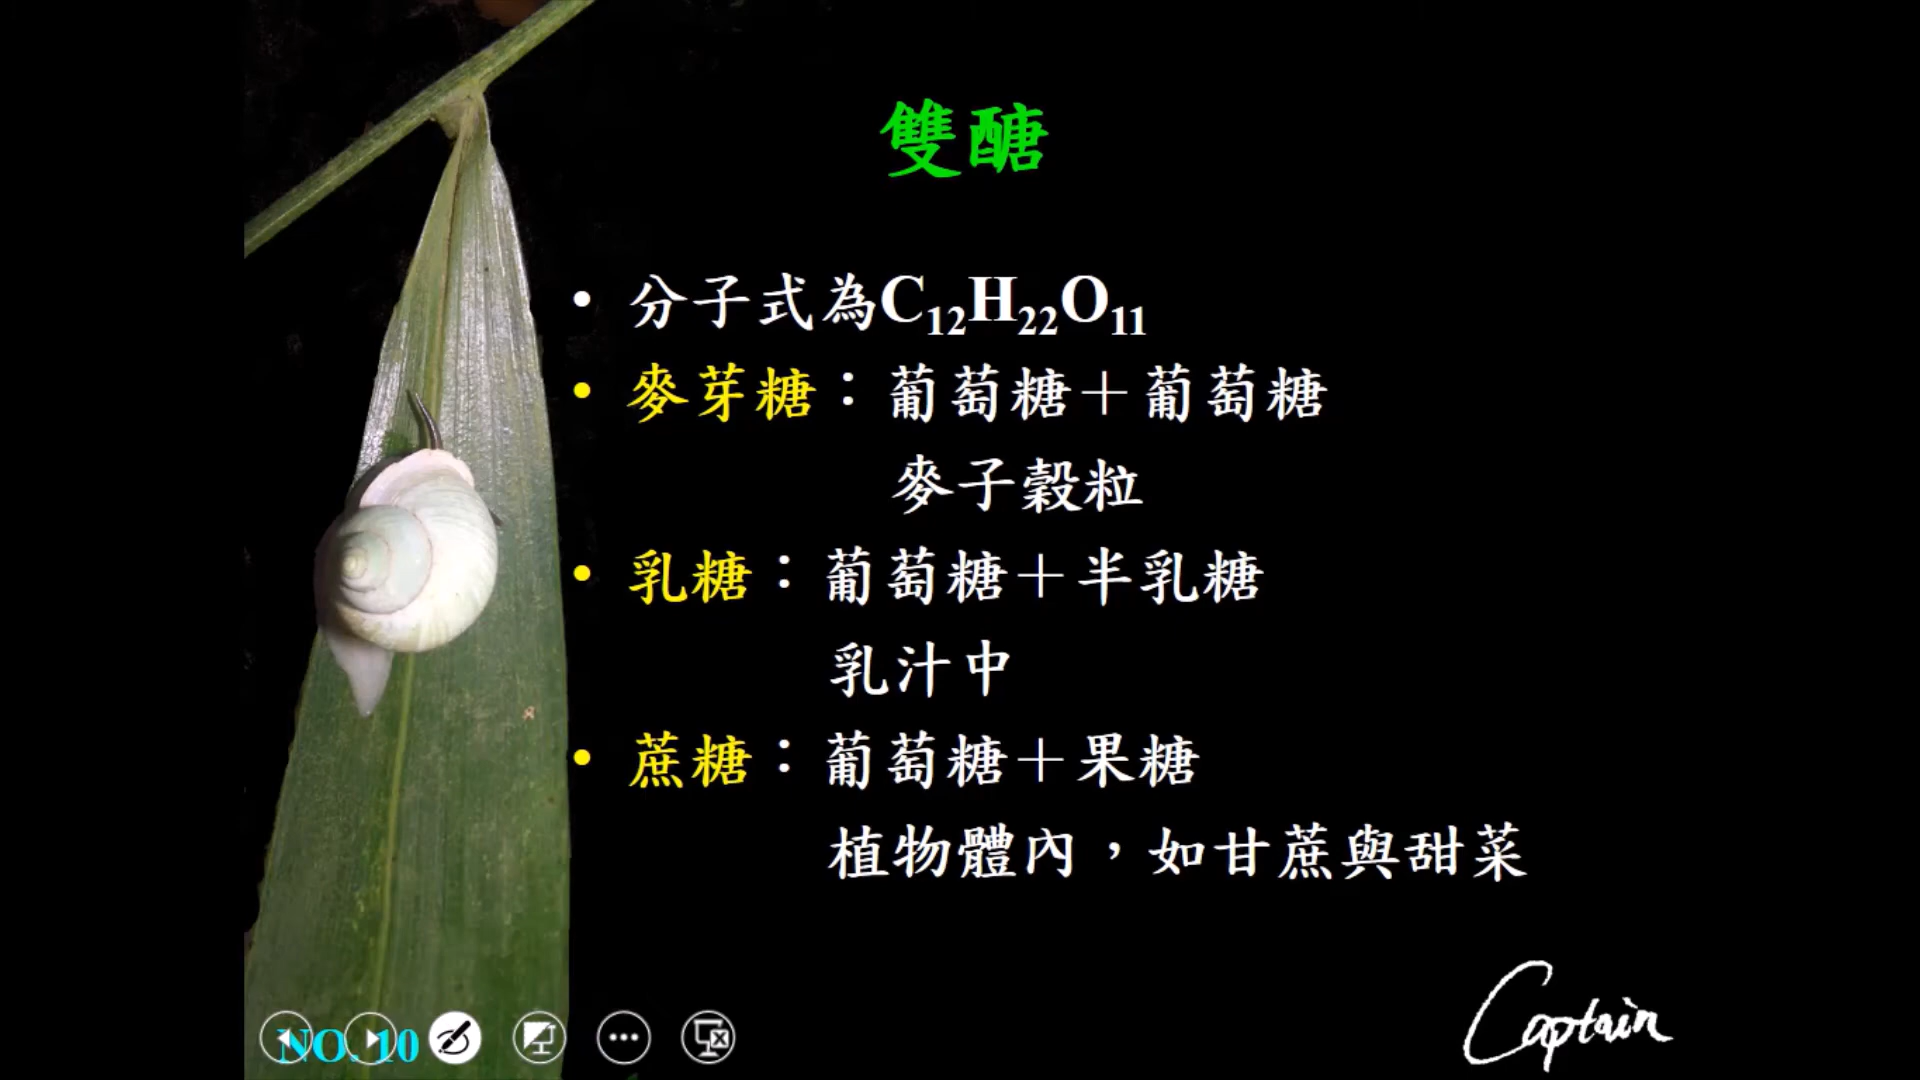 雙醣
• 分子式為C₁₂H₂₂O₁₁
• 麥芽糖：葡萄糖＋葡萄糖
麥子穀粒
• 乳糖：葡萄糖＋半乳糖
乳汁中
• 蔗糖：葡萄糖＋果糖
植物體內，如甘蔗與甜菜
Captain
NO. 10